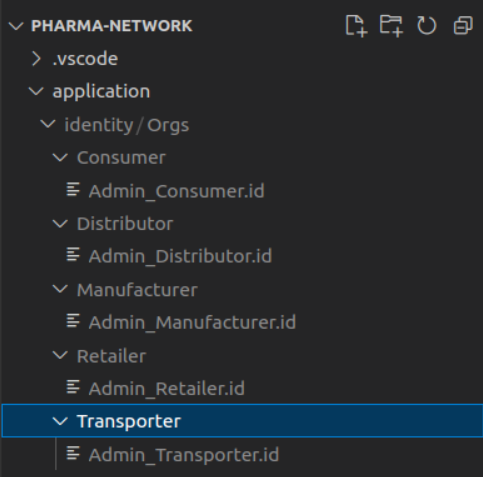 PHARMA-NETWORK
.vscode
application
identity/Orgs
Consumer
Admin_Consumer.id
Distributor
Admin_Distributor.id
Manufacturer
Admin_Manufacturer.id
Retailer
Admin_Retailer.id
Transporter
Admin_Transporter.id